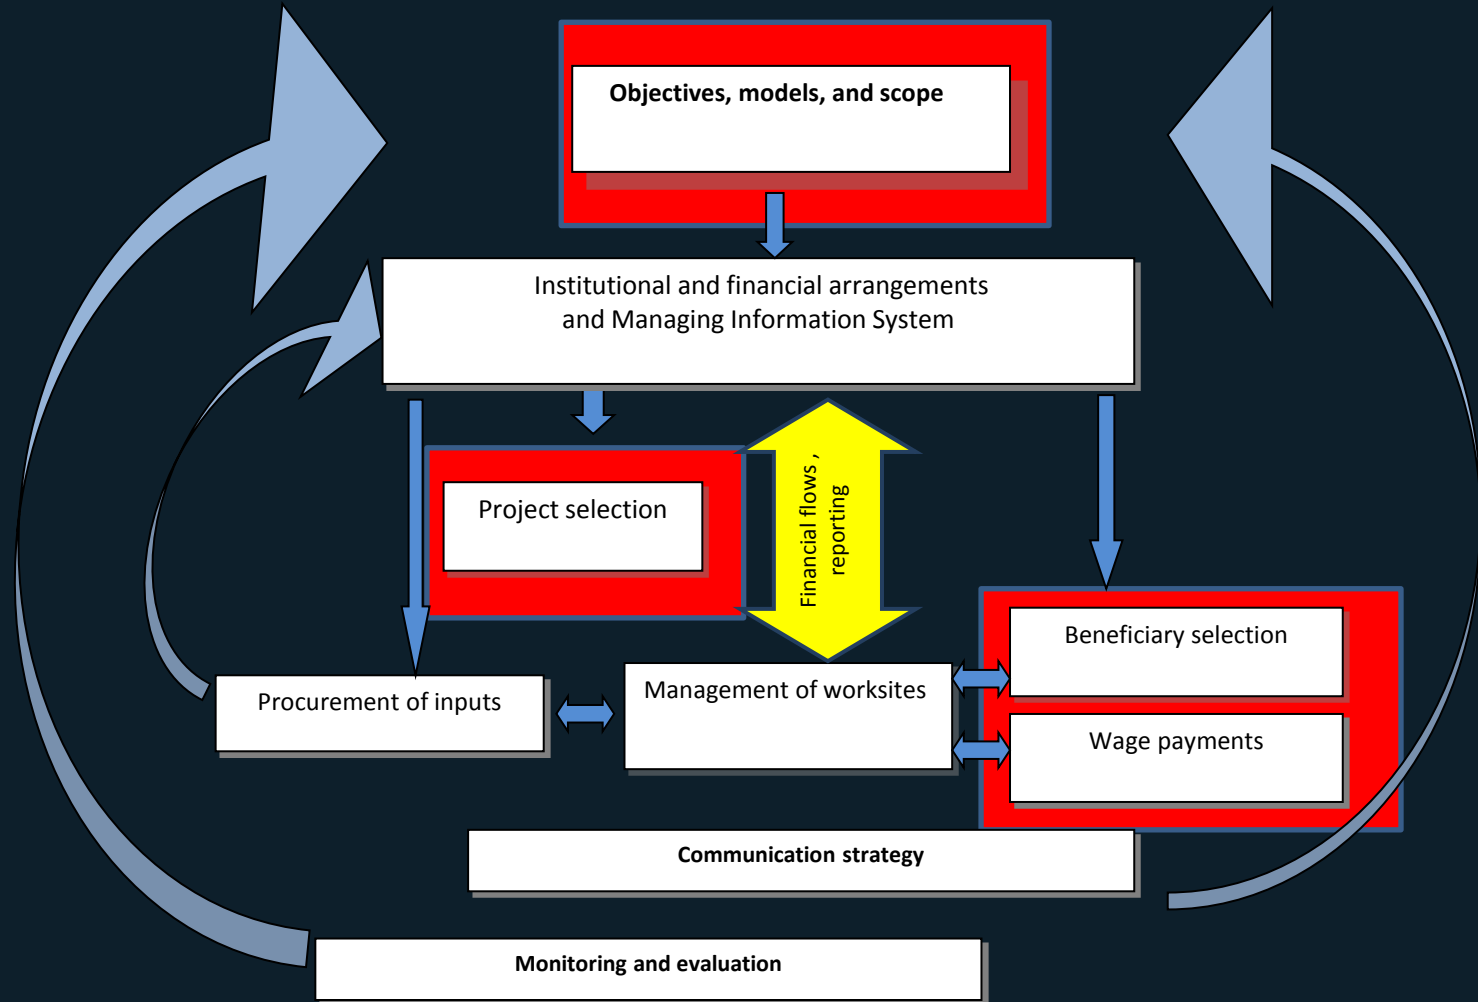 Objectives, models, and scope
Institutional and financial arrangements
and Managing Information System
Project selection
Financial flows ,
reporting
Beneficiary selection
Procurement of inputs
Management of worksites
Wage payments
Communication strategy
Monitoring and evaluation